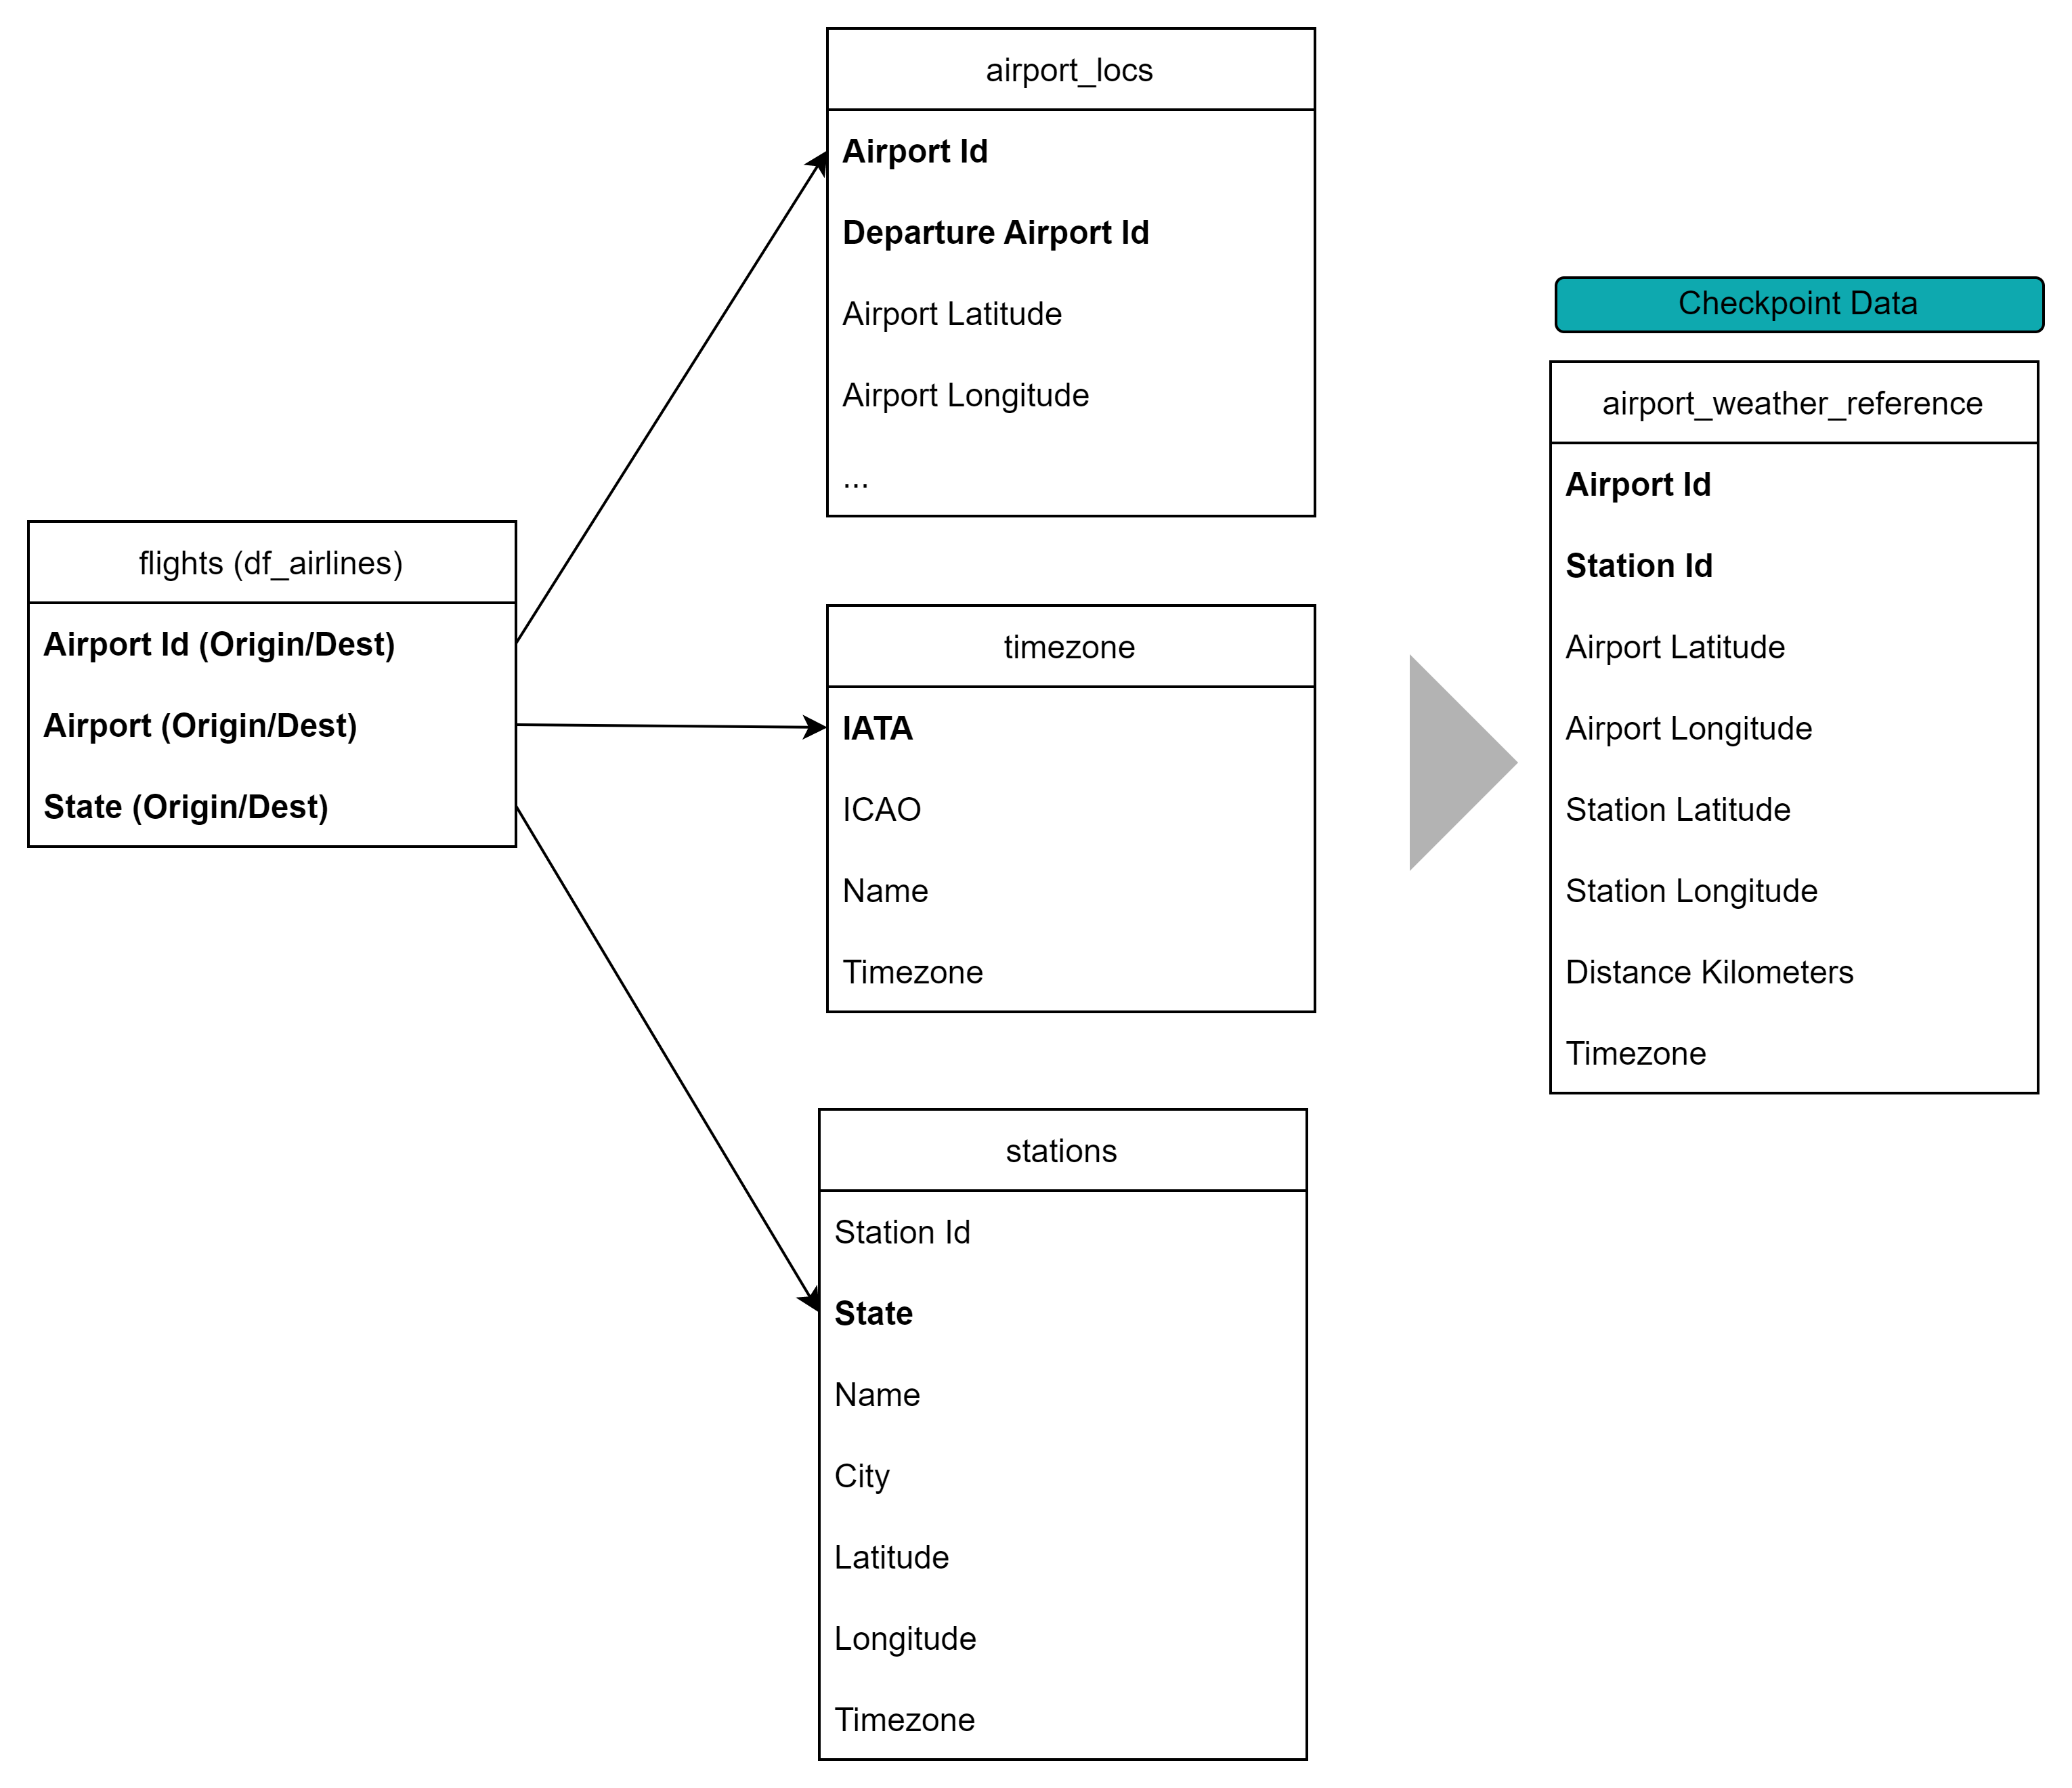 flights (df_airlines)
Airport Id (Origin/Dest)
Airport (Origin/Dest)
State (Origin/Dest)
airport_locs
Airport Id
Departure Airport Id
Airport Latitude
Airport Longitude
...
timezone
IATA
ICAO
Name
Timezone
stations
Station Id
State
Name
City
Latitude
Longitude
Timezone
Checkpoint Data
airport_weather_reference
Airport Id
Station Id
Airport Latitude
Airport Longitude
Station Latitude
Station Longitude
Distance Kilometers
Timezone